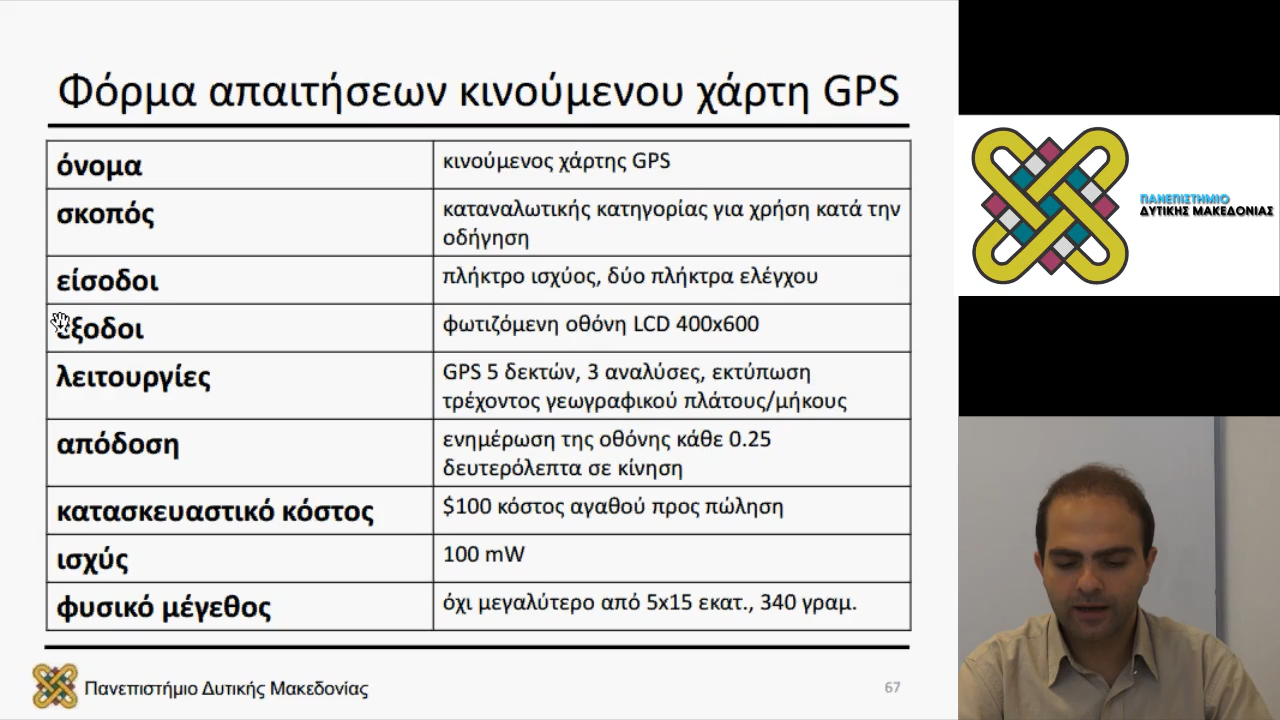 Φόρμα απαιτήσεων κινούμενου χάρτη GPS
όνομα
κινούμενος χάρτης GPS
σκοπός
καταναλωτικής κατηγορίας για χρήση κατά την
οδήγηση
είσοδοι
πλήκτρο ισχύος, δύο πλήκτρα ελέγχου
έξοδοι
φωτιζόμενη οθόνη LCD 400x600
λειτουργίες
GPS 5 δεκτών, 3 αναλύσες, εκτύπωση
τρέχοντος γεωγραφικού πλάτους/μήκους
απόδοση
ενημέρωση της οθόνης κάθε 0.25
δευτερόλεπτα σε κίνηση
κατασκευαστικό κόστος
$100 κόστος αγαθού προς πώληση
ισχύς
100 mW
φυσικό μέγεθος
όχι μεγαλύτερο από 5x15 εκατ., 340 γραμ.
Πανεπιστήμιο Δυτικής Μακεδονίας
67
ΠΑΝΕΠΙΣΤΗΜΙΟ
ΔΥΤΙΚΗΣ ΜΑΚΕΔΟΝΙΑΣ